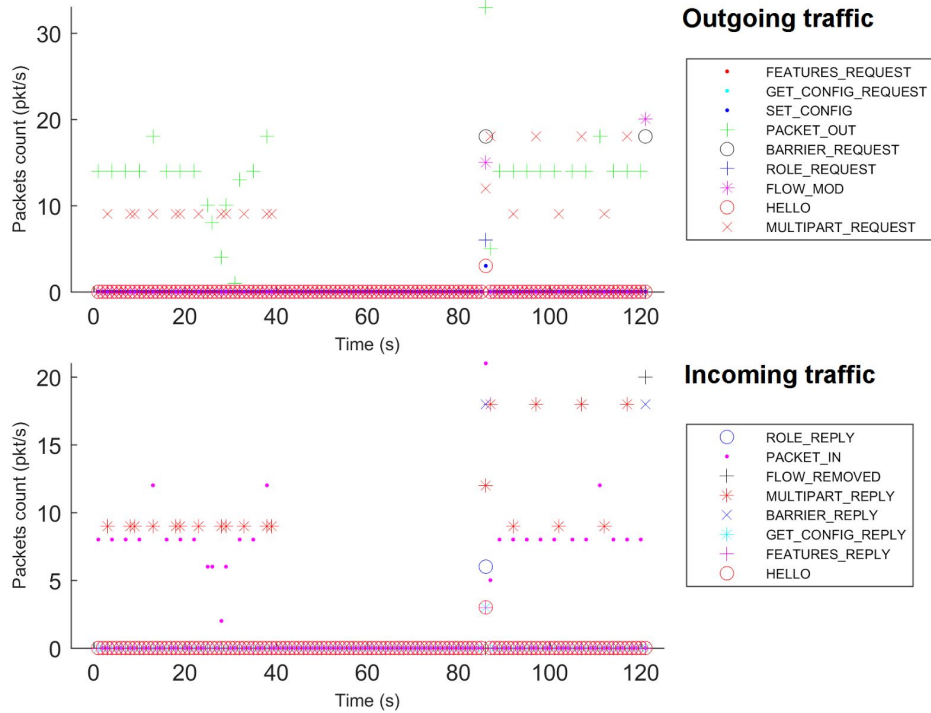 Outgoing traffic
30
20
10
0
Packets count (pkt/s)
0 20 40 60 80 100 120
Time (s)
FEATURES_REQUEST
GET_CONFIG_REQUEST
SET_CONFIG
PACKET_OUT
BARRIER_REQUEST
ROLE_REQUEST
FLOW_MOD
HELLO
MULTIPART_REQUEST
Incoming traffic
20
15
10
5
0
Packets count (pkt/s)
0 20 40 60 80 100 120
Time (s)
ROLE_REPLY
PACKET_IN
FLOW_REMOVED
MULTIPART_REPLY
BARRIER_REPLY
GET_CONFIG_REPLY
FEATURES_REPLY
HELLO